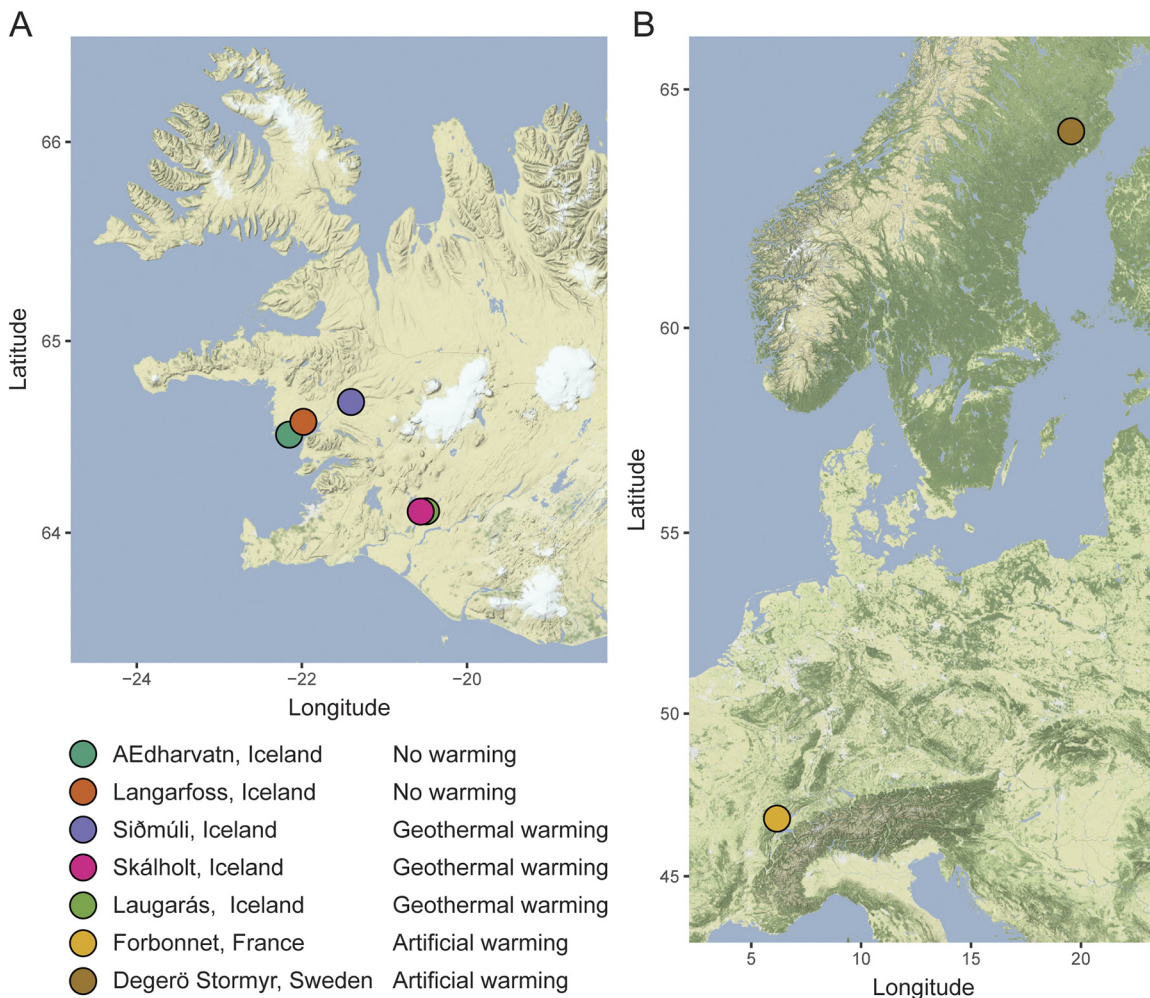 A
66
65
64
Latitude
−24
−22
−20
Longitude
B
65
60
55
50
45
Latitude
5
10
15
20
Longitude
AEdharvatn, Iceland No warming
Langarfoss, Iceland No warming
Siðmúli, Iceland Geothermal warming
Skálholt, Iceland Geothermal warming
Laugarás, Iceland Geothermal warming
Forbonnet, France Artificial warming
Degerö Stormyr, Sweden Artificial warming